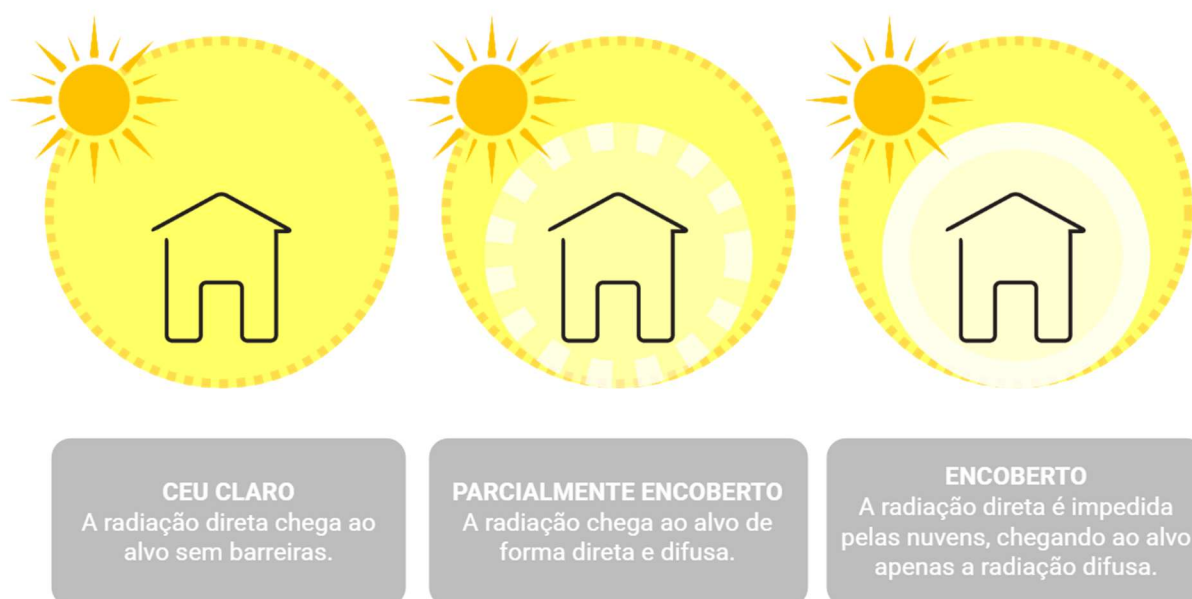 CEU CLARO
A radiação direta chega ao
alvo sem barreiras.
PARCIALMENTE ENCOBERTO
A radiação chega ao alvo de
forma direta e difusa.
ENCOBERTO
A radiação direta é impedida
pelas nuvens, chegando ao alvo
apenas a radiação difusa.